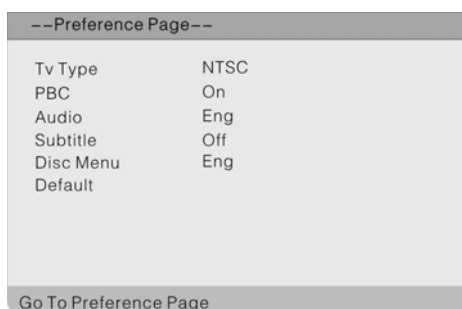 --Preference Page--
Tv Type NTSC
PBC On
Audio Eng
Subtitle Off
Disc Menu Eng
Default
Go To Preference Page